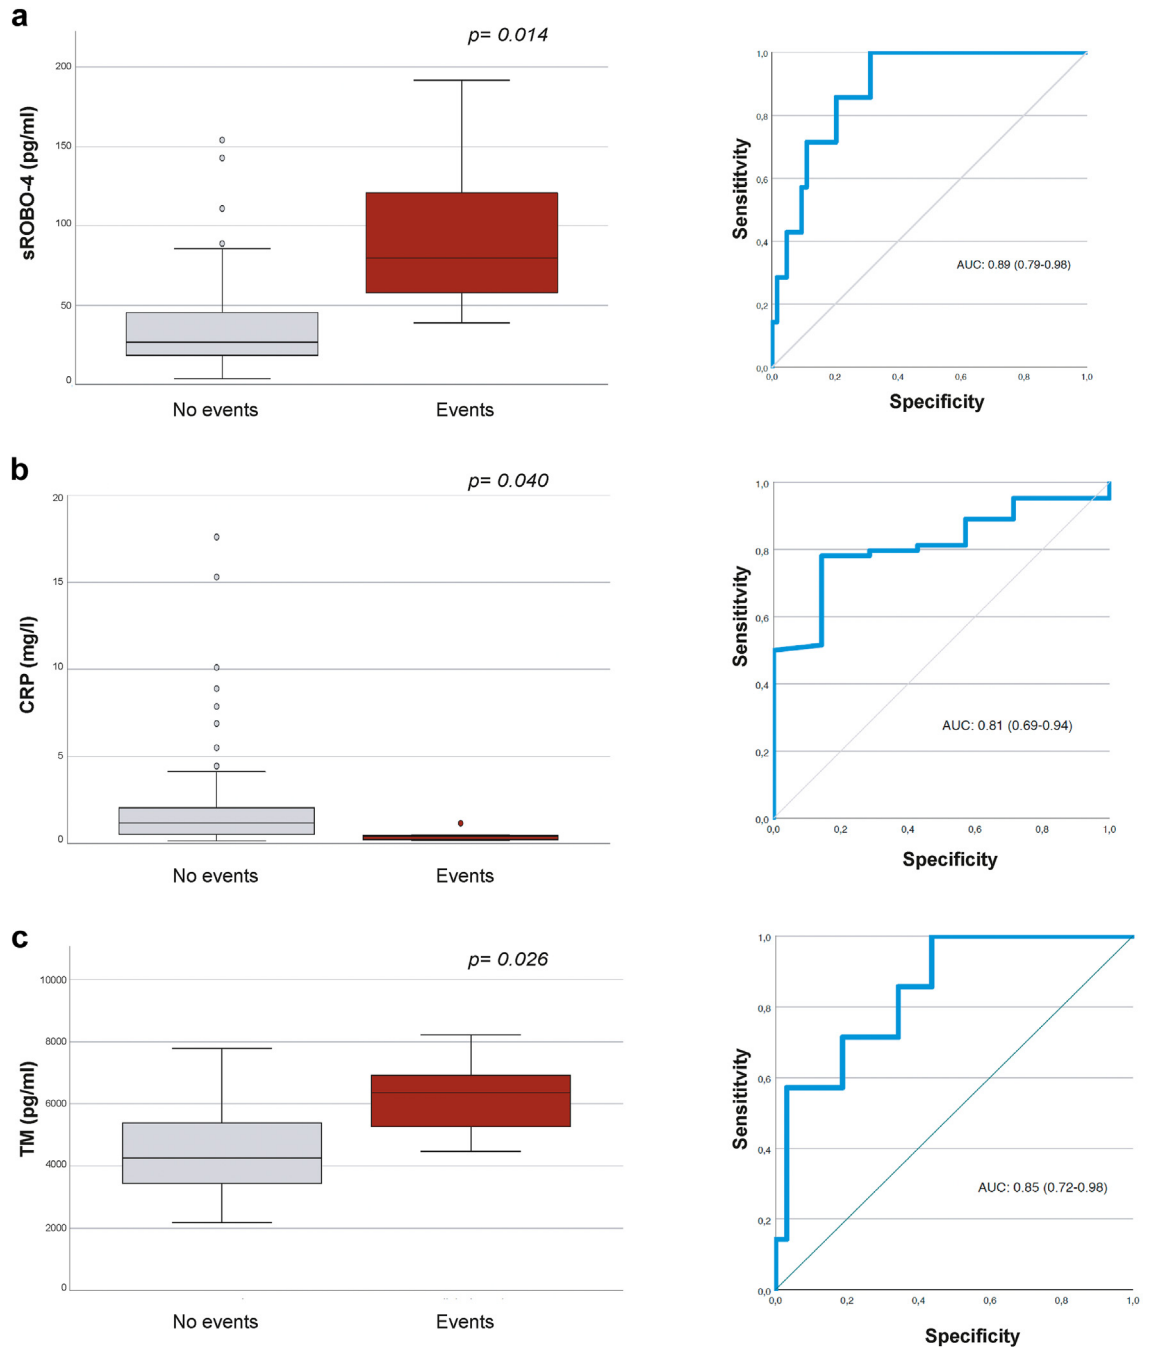 a
p= 0.014
sROBO-4 (pg/ml)
200
150
100
50
0
No events
Events
Sensititvity
1,0
0,8
0,6
0,4
0,2
0,0
AUC: 0.89 (0.79-0.98)
0,0 0,2 0,4 0,6 0,8 1,0
Specificity
b
p= 0.040
CRP (mg/l)
20
15
10
5
0
No events
Events
Sensititvity
1,0
0,8
0,6
0,4
0,2
0,0
AUC: 0.81 (0.69-0.94)
0,0 0,2 0,4 0,6 0,8 1,0
Specificity
c
p= 0.026
TM (pg/ml)
10000
8000
6000
4000
2000
0
No events
Events
Sensititvity
1,0
0,8
0,6
0,4
0,2
0,0
AUC: 0.85 (0.72-0.98)
0,0 0,2 0,4 0,6 0,8 1,0
Specificity